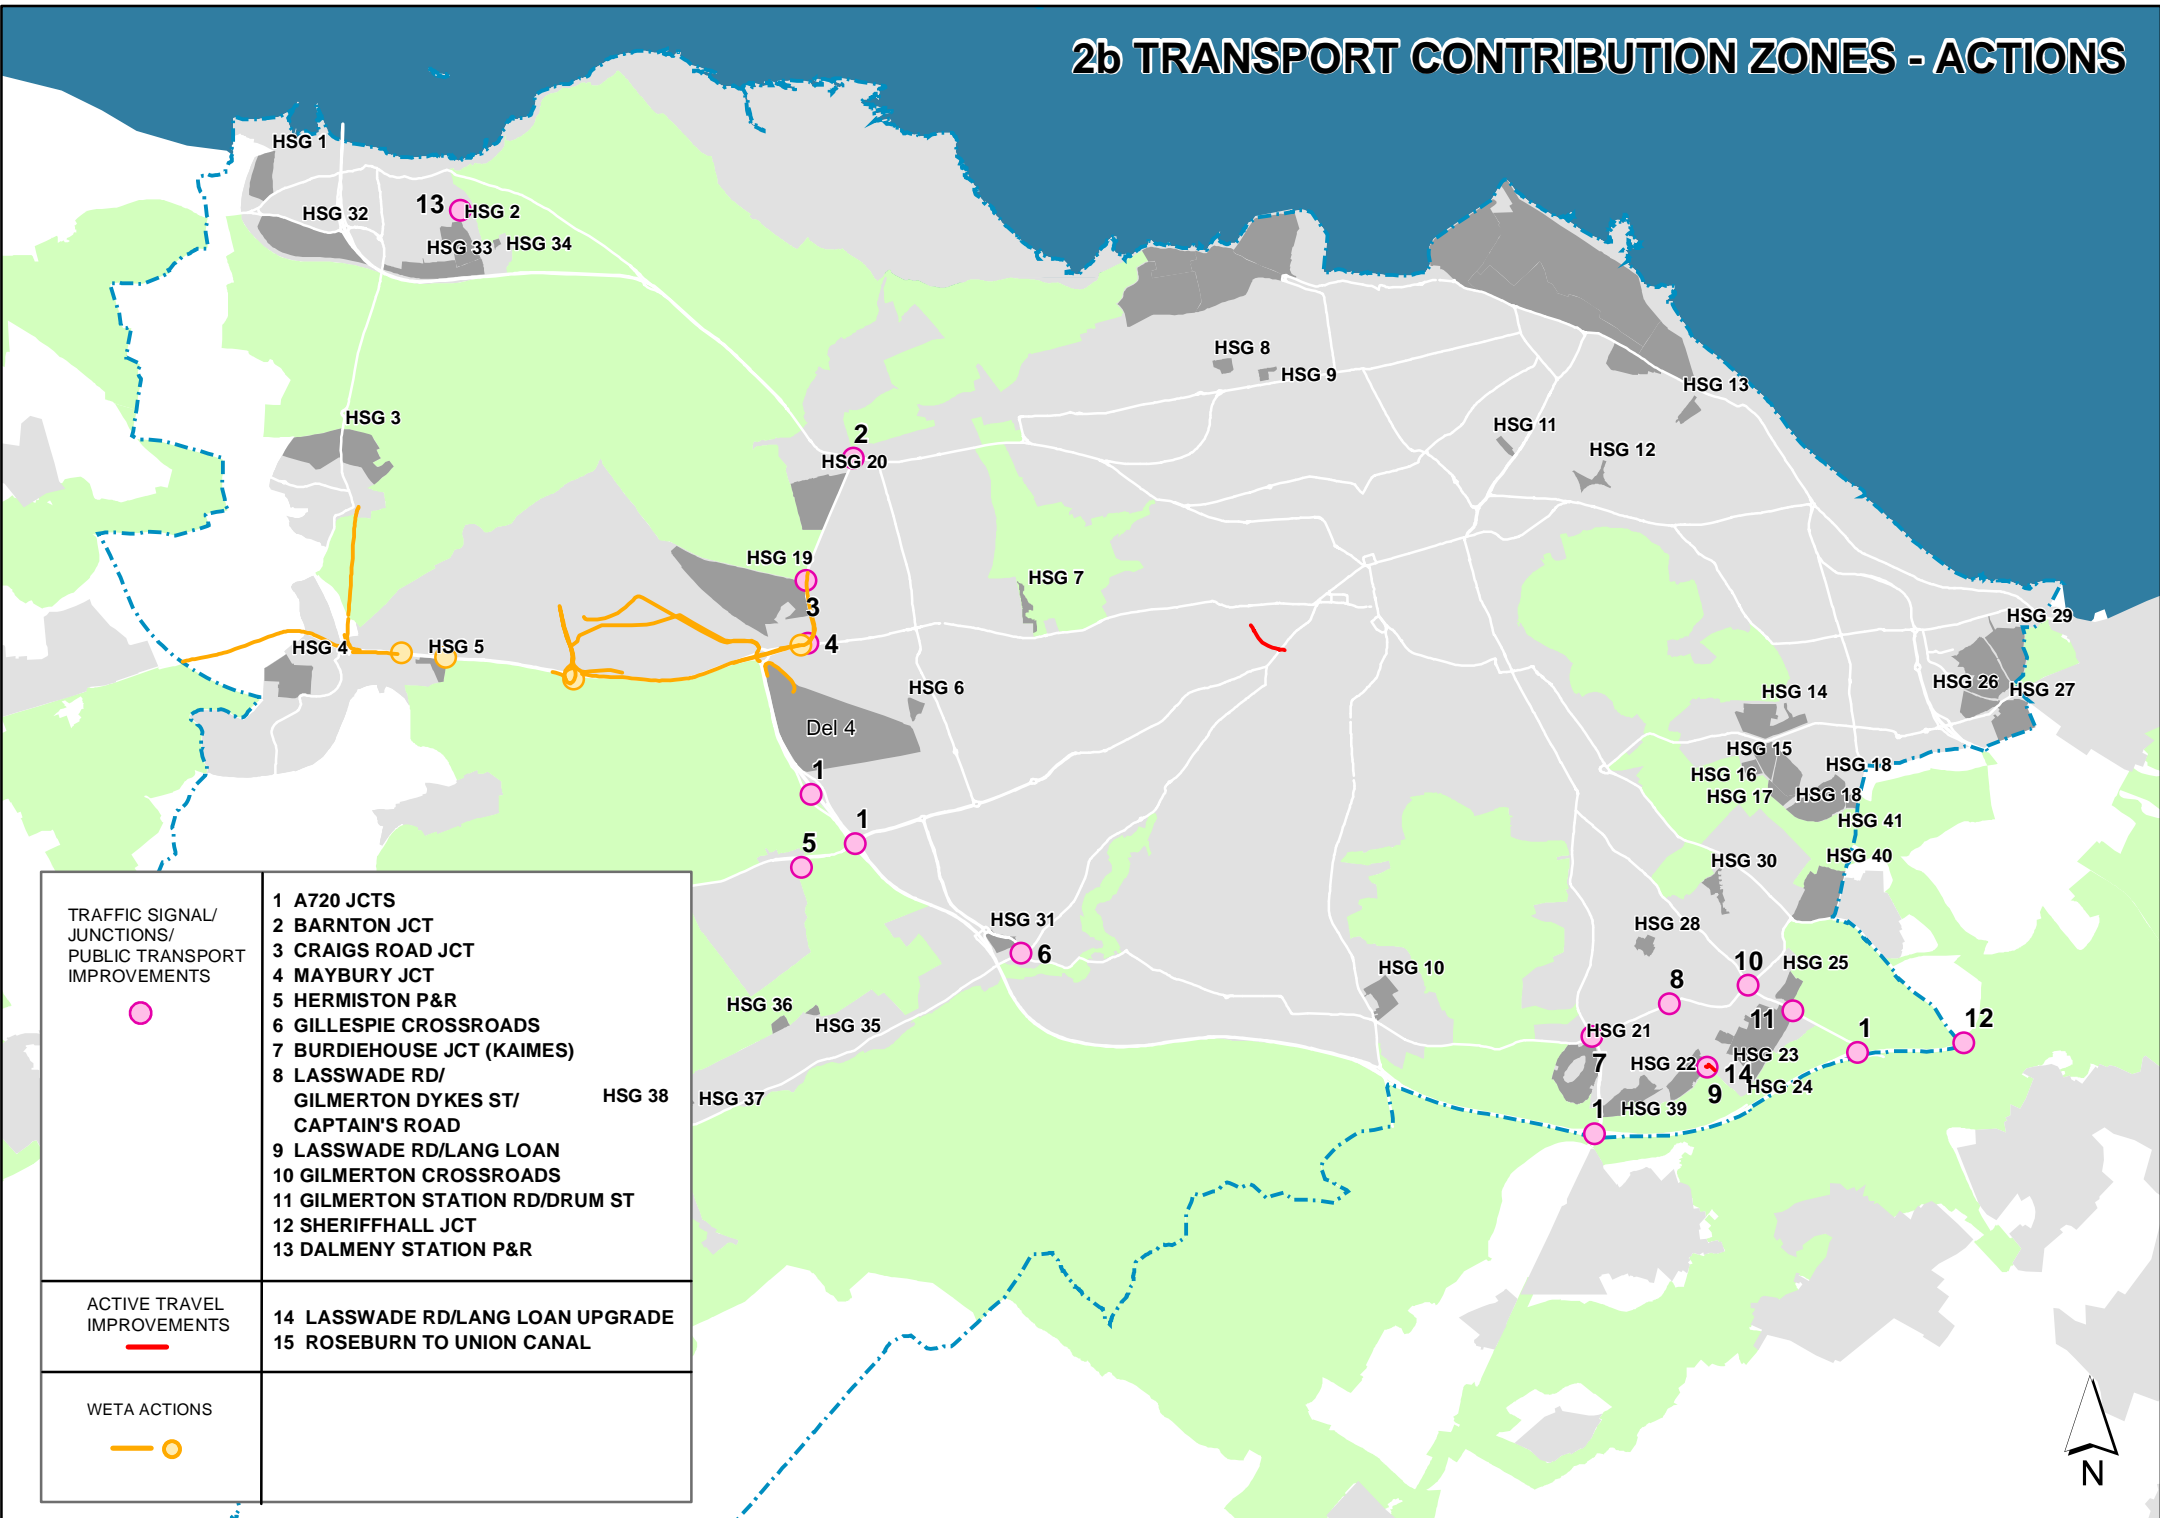 2b TRANSPORT CONTRIBUTION ZONES - ACTIONS
HSG 1
HSG 32
13
HSG 2
HSG 33
HSG 34
HSG 3
2
HSG 20
HSG 8
HSG 9
HSG 13
HSG 11
HSG 12
HSG 19
3
4
HSG 7
HSG 4
HSG 5
HSG 6
Del 4
HSG 29
HSG 26
HSG 27
HSG 14
HSG 15
HSG 16
HSG 17
HSG 18
HSG 18
HSG 41
HSG 40
1
1
5
HSG 30
HSG 28
HSG 31
6
HSG 10
10
HSG 25
8
11
12
1
HSG 36
HSG 35
HSG 21
7
HSG 22
HSG 23
14
HSG 24
9
HSG 39
1
HSG 38
HSG 37
TRAFFIC SIGNAL/
JUNCTIONS/
PUBLIC TRANSPORT
IMPROVEMENTS
1 A720 JCTS
2 BARNTON JCT
3 CRAIGS ROAD JCT
4 MAYBURY JCT
5 HERMISTON P&R
6 GILLESPIE CROSSROADS
7 BURDIEHOUSE JCT (KAIMES)
8 LASSWADE RD/
GILMERTON DYKES ST/
CAPTAIN'S ROAD
9 LASSWADE RD/LANG LOAN
10 GILMERTON CROSSROADS
11 GILMERTON STATION RD/DRUM ST
12 SHERIFFHALL JCT
13 DALMENY STATION P&R
ACTIVE TRAVEL
IMPROVEMENTS
14 LASSWADE RD/LANG LOAN UPGRADE
15 ROSEBURN TO UNION CANAL
WETA ACTIONS
N